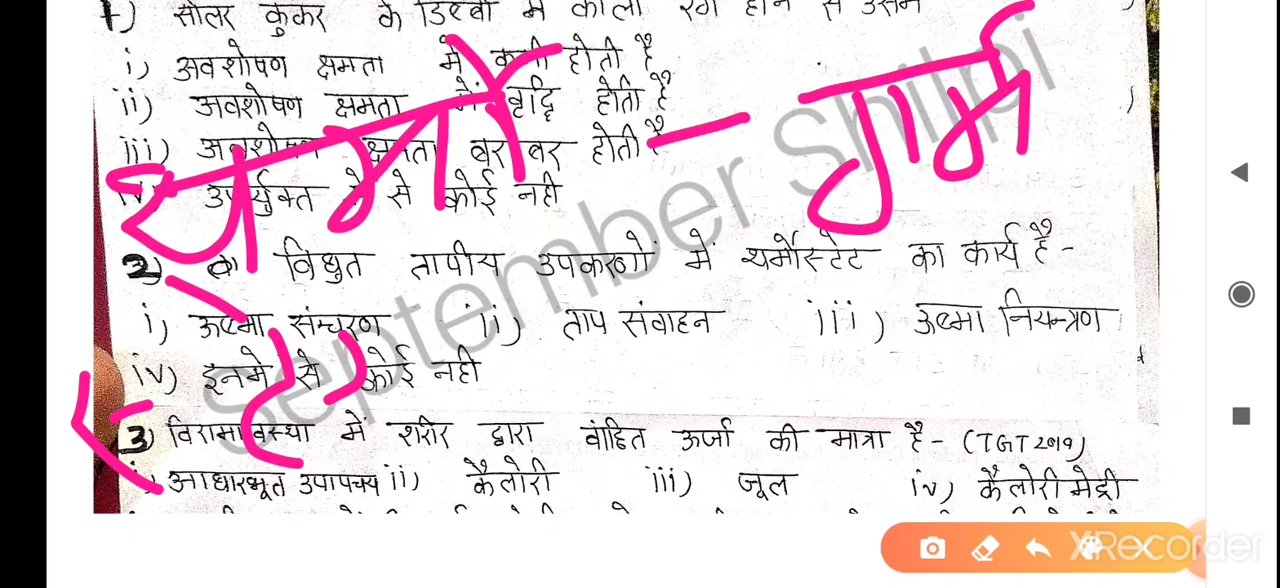 1) सोलर कुकर के डिब्बो में काला रंग होने से उसमे
i) अवशोषण क्षमता में कमी होती है
ii) अवशोषण क्षमता में वृद्धि होती है
iii) अवशोषण क्षमता बराबर होती है
iv) उपर्युक्त मे से कोई नही
थर्मो - गर्म
2) विधुत तापीय उपकरणों में थर्मोस्टेट का कार्य है -
i) ऊष्मा संन्चरण ii) ताप संवाहन iii) ऊष्मा नियन्त्रण
iv) इनमे से कोई नही
3) विरामावस्था में शरीर द्वारा वांहित ऊर्जा की मात्रा है - (TGT 2019)
i) आधारभूत उपापचय ii) कैलोरी iii) जूल iv) कैलोरी मेट्री
September Shilpi
XRecorder